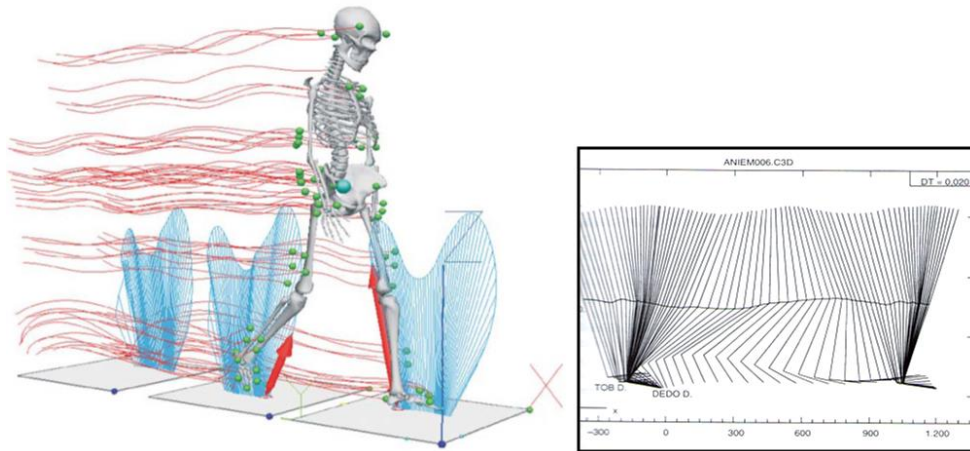 ANIEM006.C3D
DT = 0,020
TOB D.
DEDO D.
x
–300
0
300
600
900
1.200